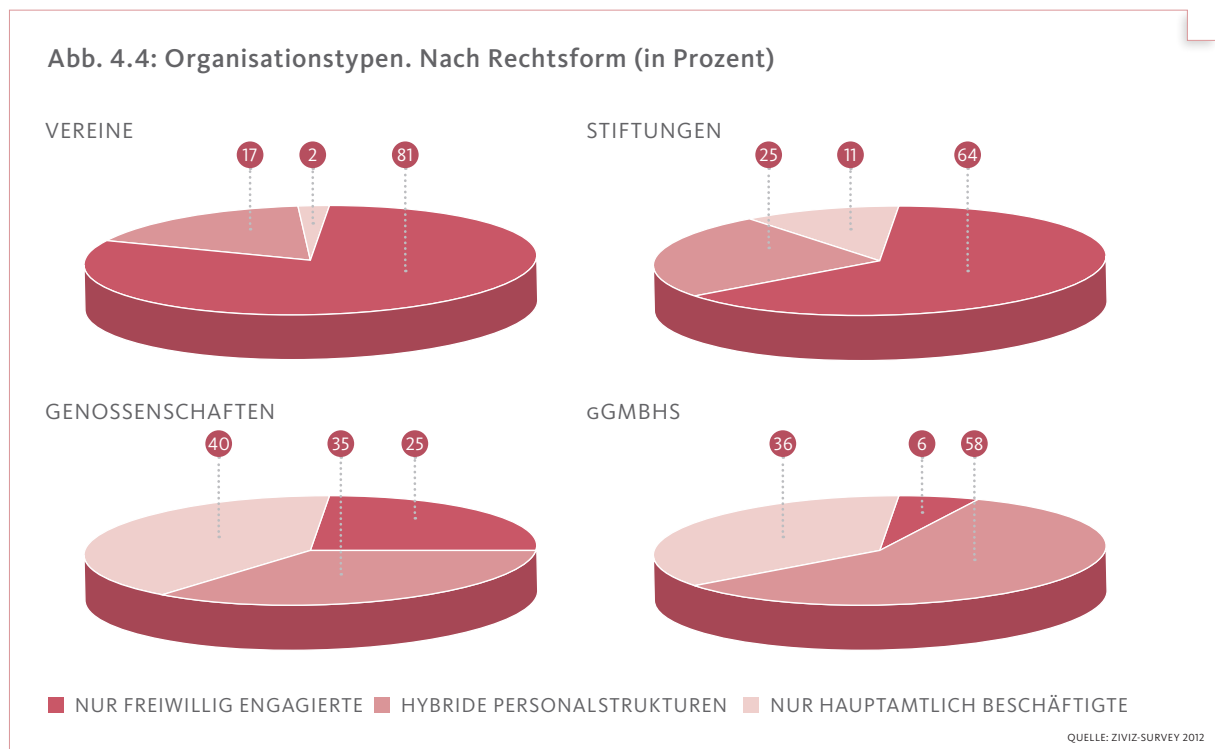 Abb. 4.4: Organisationstypen. Nach Rechtsform (in Prozent)
VEREINE
17 2 81
STIFTUNGEN
25 11 64
GENOSSENSCHAFTEN
40 35 25
GGMBHS
36 6 58
NUR FREIWILLIG ENGAGIERTE HYBRIDE PERSONALSTRUKTUREN NUR HAUPTAMTLICH BESCHÄFTIGTE
QUELLE: ZIVIZ-SURVEY 2012